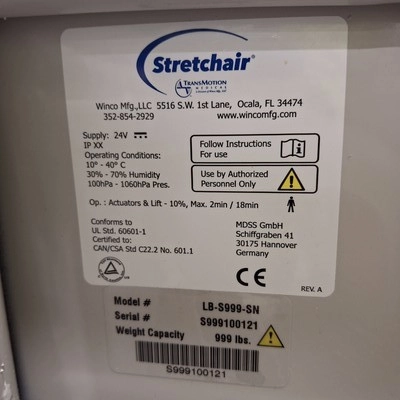 Stretchair®
TRANSMOTION
MEDICAL
Winco Mfg.,LLC 5516 S.W. 1st Lane, Ocala, FL 34474
352-854-2929 www.wincomfg.com
Supply: 24V
IP XX
Operating Conditions:
10° - 40° C
30% - 70% Humidity
100hPa - 1060hPa Pres.
Follow Instructions
For use
Use by Authorized
Personnel Only
Op. : Actuators & Lift - 10%, Max. 2min / 18min
Conforms to
UL Std. 60601-1
Certified to:
CAN/CSA Std C22.2 No. 601.1
MDSS GmbH
Schiffgraben 41
30175 Hannover
Germany
CE
REV. A
Model # LB-S999-SN
Serial # S999100121
Weight Capacity 999 lbs.
S999100121